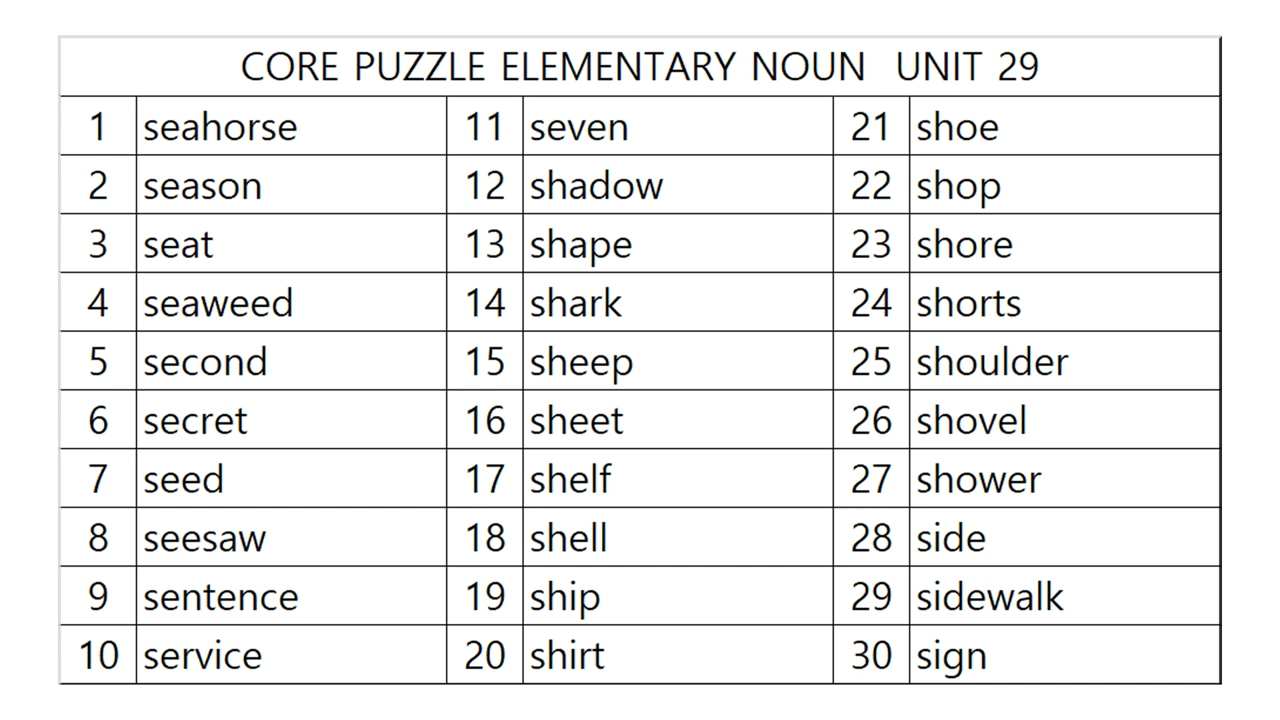 CORE PUZZLE ELEMENTARY NOUN UNIT 29
1 seahorse 11 seven 21 shoe
2 season 12 shadow 22 shop
3 seat 13 shape 23 shore
4 seaweed 14 shark 24 shorts
5 second 15 sheep 25 shoulder
6 secret 16 sheet 26 shovel
7 seed 17 shelf 27 shower
8 seesaw 18 shell 28 side
9 sentence 19 ship 29 sidewalk
10 service 20 shirt 30 sign